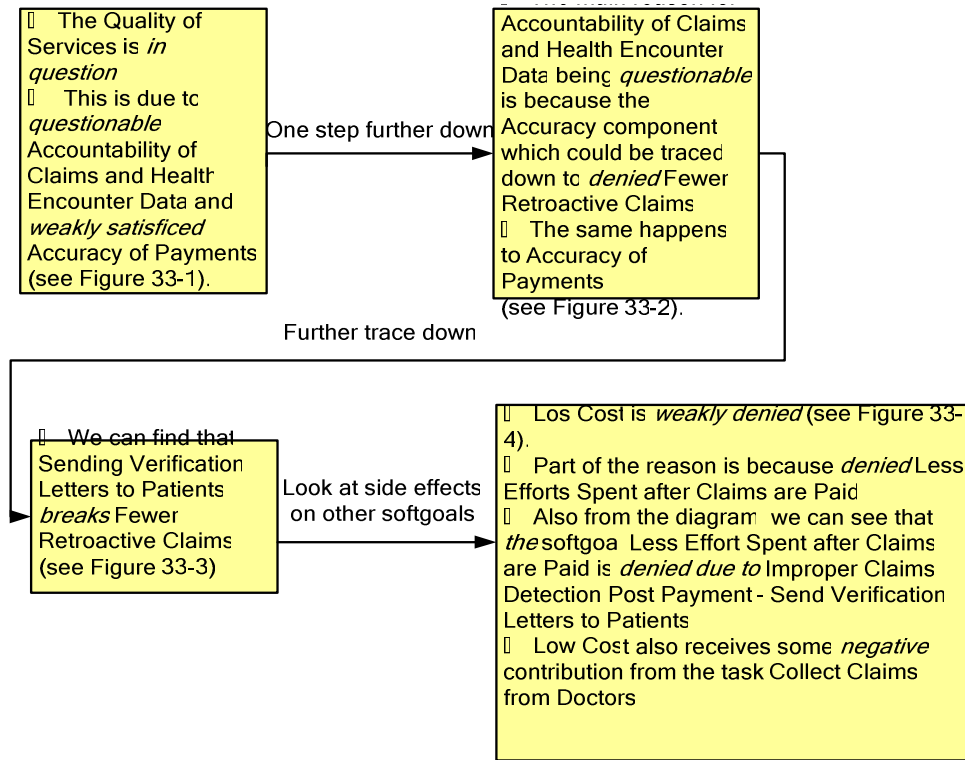 ▯ The Quality of
Services is in
question
▯ This is due to
questionable
Accountability of
Claims and Health
Encounter Data and
weakly satisficed
Accuracy of Payments
(see Figure 33-1).
One step further down
Accountability of Claims
and Health Encounter
Data being questionable
is because the
Accuracy component
which could be traced
down to denied Fewer
Retroactive Claims
▯ The same happens
to Accuracy of
Payments
(see Figure 33-2).
Further trace down
▯ We can find that
Sending Verification
Letters to Patients
breaks Fewer
Retroactive Claims
(see Figure 33-3)
Look at side effects
on other softgoals
▯ Los Cost is weakly denied (see Figure 33-
4).
▯ Part of the reason is because denied Less
Efforts Spent after Claims are Paid
▯ Also from the diagram we can see that
the softgoa Less Effort Spent after Claims
are Paid is denied due to Improper Claims
Detection Post Payment - Send Verification
Letters to Patients
▯ Low Cost also receives some negative
contribution from the task Collect Claims
from Doctors